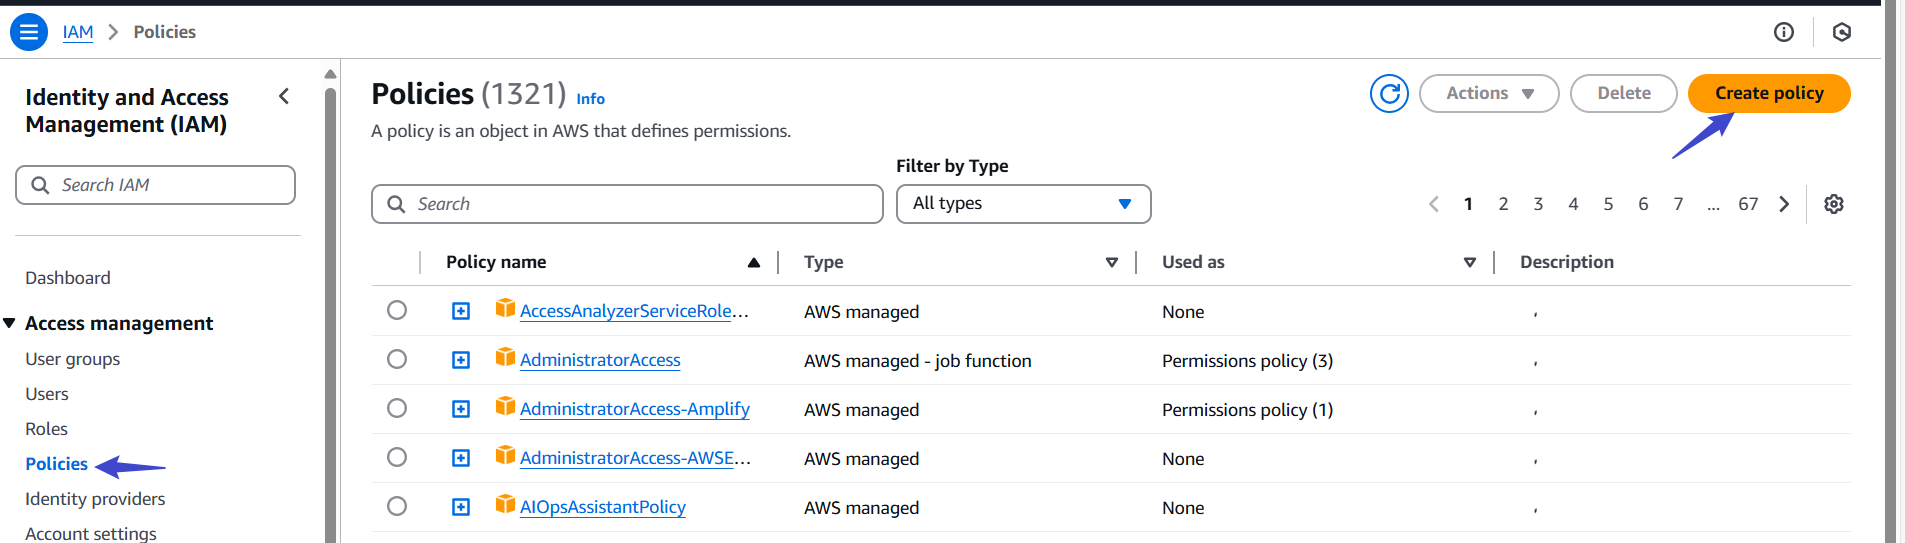 IAM > Policies
Identity and Access
Management (IAM)
Search IAM
Dashboard
Access management
User groups
Users
Roles
Policies
Identity providers
Account settings
Policies (1321) Info
A policy is an object in AWS that defines permissions.
Actions
Delete
Create policy
Filter by Type
Search
All types
1 2 3 4 5 6 7 ... 67
Policy name Type Used as Description
AccessAnalyzerServiceRole... AWS managed None
AdministratorAccess AWS managed - job function Permissions policy (3)
AdministratorAccess-Amplify AWS managed Permissions policy (1)
AdministratorAccess-AWSE... AWS managed None
AIOpsAssistantPolicy AWS managed None